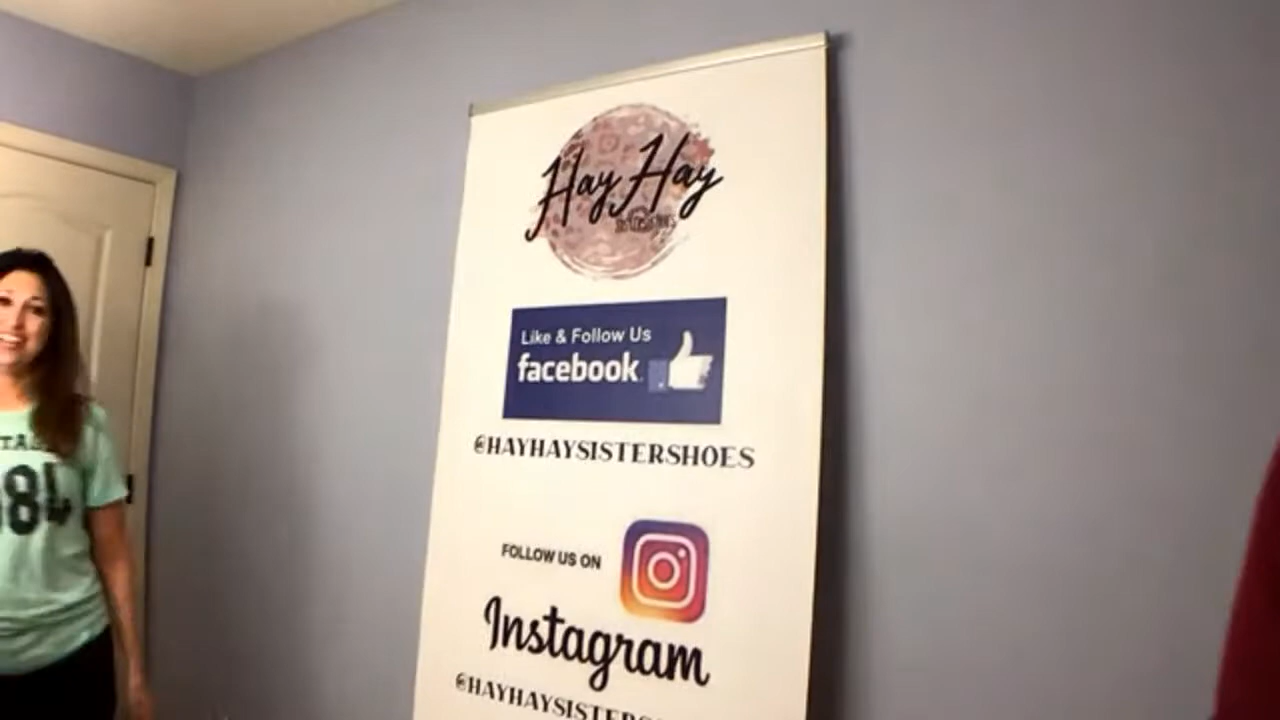 Hay Hay
Like & Follow Us
facebook
@HAYHAYSISTERSHOES
FOLLOW US ON
Instagram